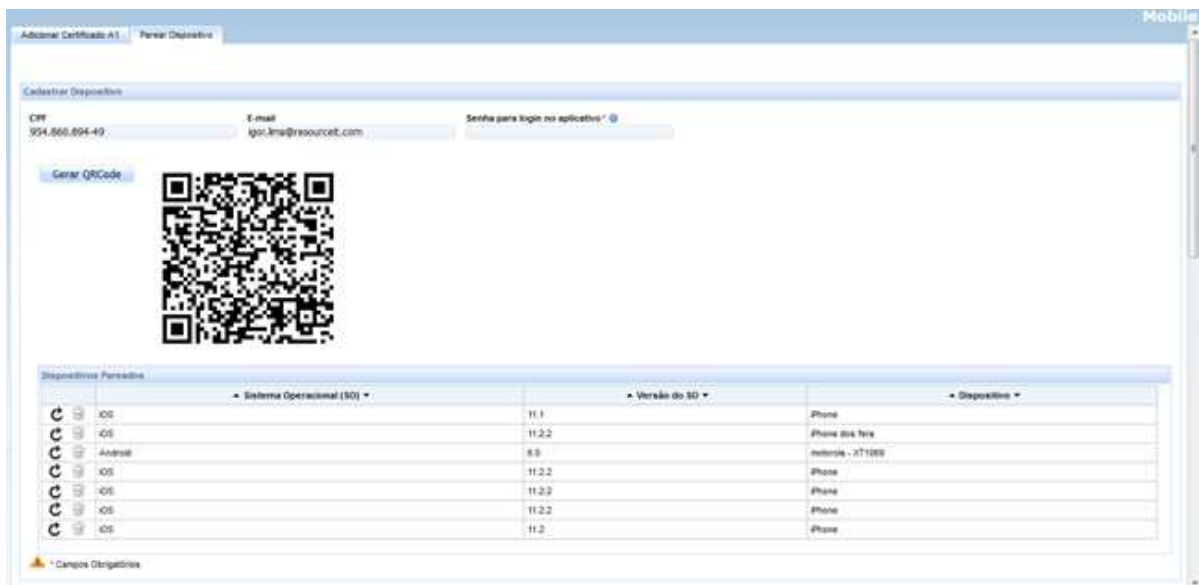 Mobile
Adicionar Certificado A1 Parear Dispositivo
Cadastrar Dispositivo
CPF E-mail Senha para login no aplicativo *
954.860.894-49 igor.lima@resourceit.com
Gerar QRCode
Dispositivos Pareados
Sistema Operacional (SO) Versão do SO Dispositivo
iOS 11.1 iPhone
iOS 11.2.2 iPhone dos fera
Android motorola - XT1069
iOS 11.2.2 iPhone
iOS 11.2.2 iPhone
iOS 11.2.2 iPhone
iOS 11.2 iPhone
* Campos Obrigatórios